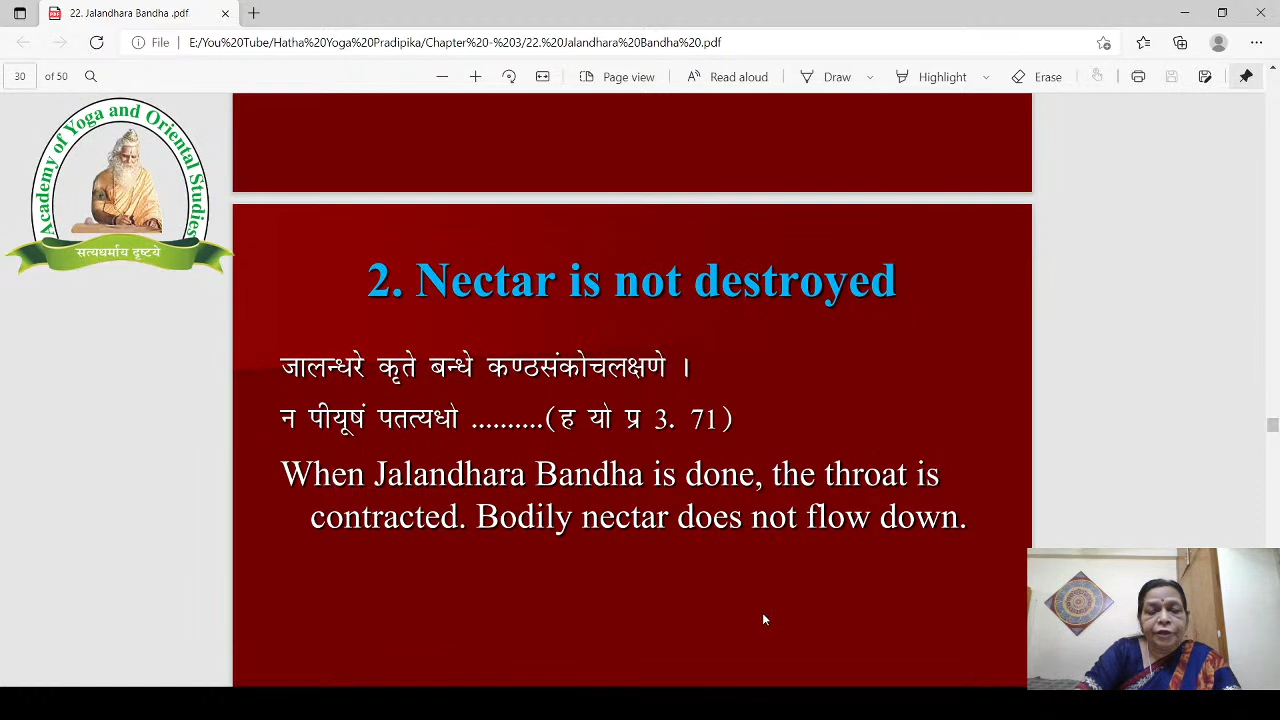 22. Jalandhara Bandha .pdf
File
E:/You%20Tube/Hatha%20Yoga%20Pradipika/Chapter%20-%203/22.%20Jalandhara%20Bandha%20.pdf
30 of 50
Page view
Read aloud
Draw
Highlight
Erase
Academy of Yoga and Oriental Studies
सत्यधर्माय दृष्टये
2. Nectar is not destroyed
जालन्धरे कृते बन्धे कण्ठसंकोचलक्षणे ।
न पीयूषं पतत्यधो ..........(ह यो प्र 3. 71)
When Jalandhara Bandha is done, the throat is
contracted. Bodily nectar does not flow down.